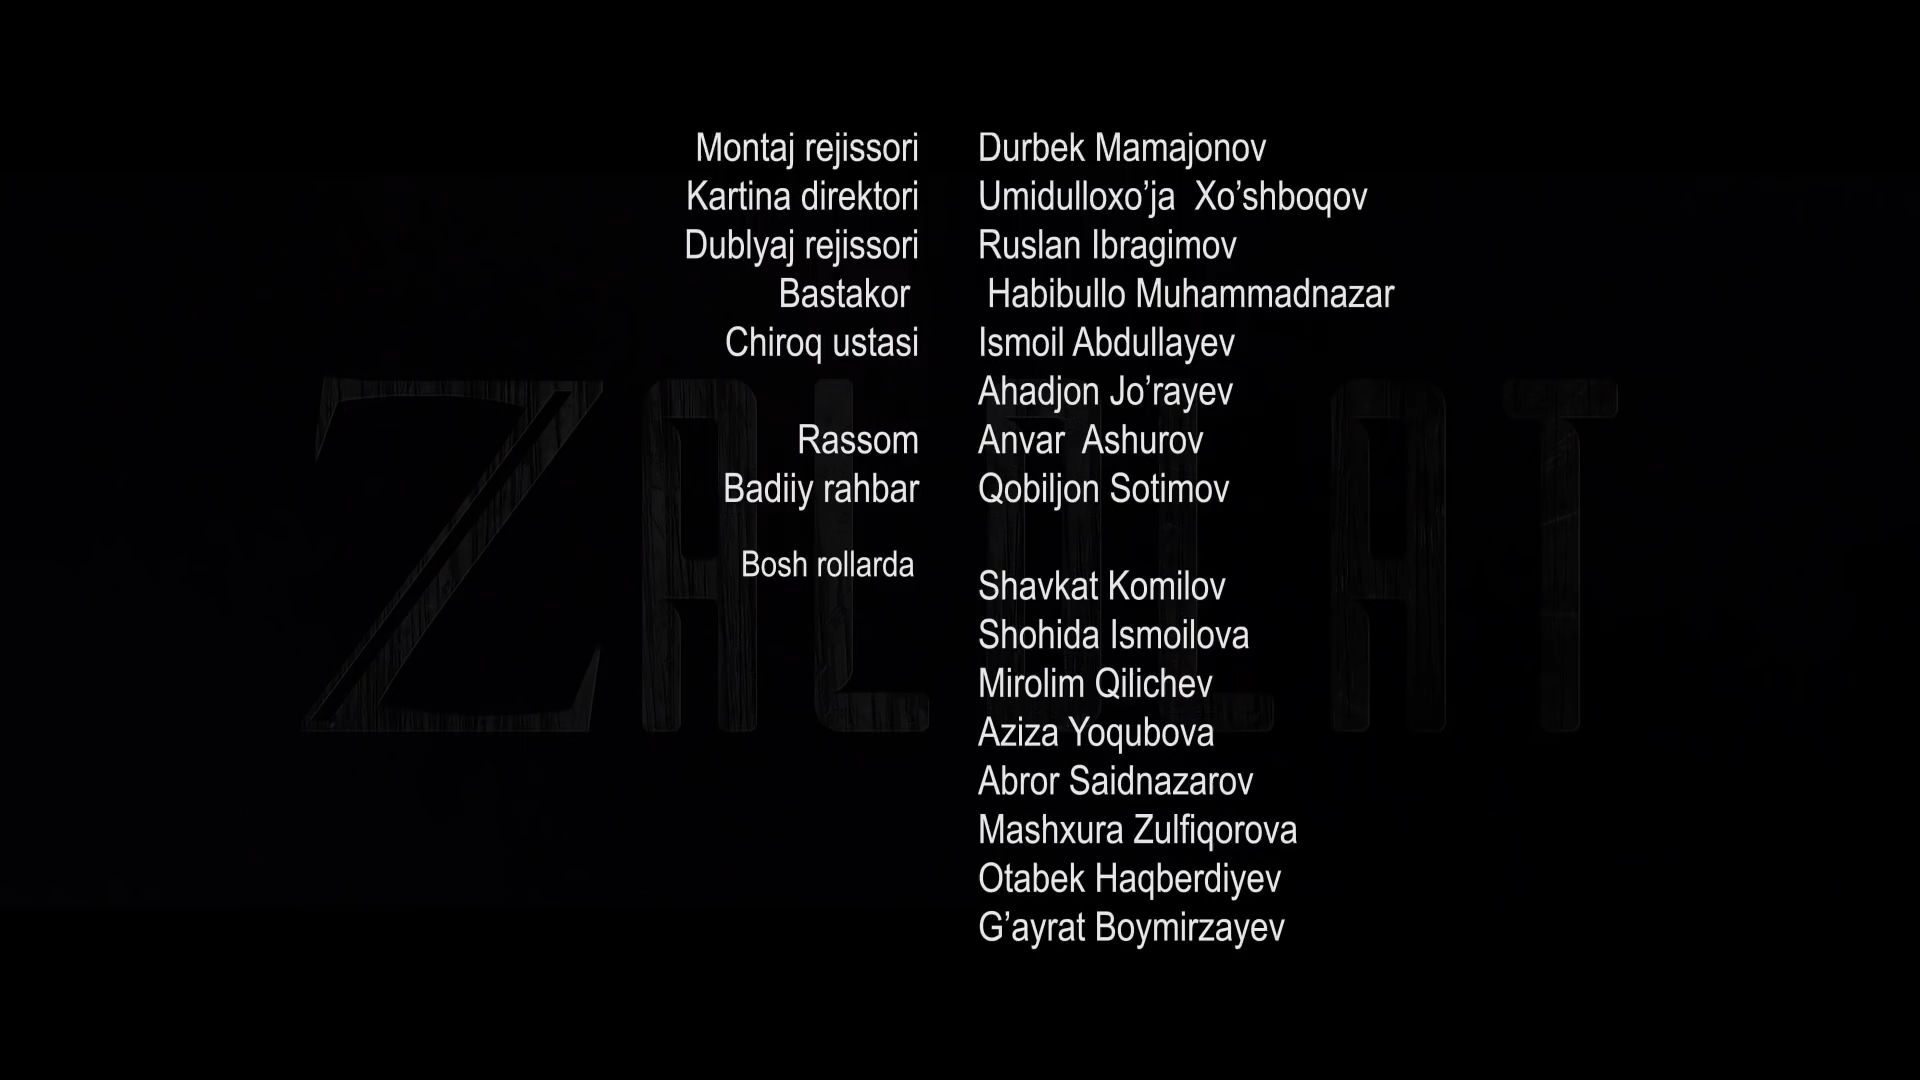 Montaj rejissori Durbek Mamajonov
Kartina direktori Umidulloxo’ja Xo’shboqov
Dublyaj rejissori Ruslan Ibragimov
Bastakor Habibullo Muhammadnazar
Chiroq ustasi Ismoil Abdullayev
Ahadjon Jo’rayev
Rassom Anvar Ashurov
Badiiy rahbar Qobiljon Sotimov
Bosh rollarda
Shavkat Komilov
Shohida Ismoilova
Mirolim Qilichev
Aziza Yoqubova
Abror Saidnazarov
Mashxura Zulfiqorova
Otabek Haqberdiyev
G’ayrat Boymirzayev